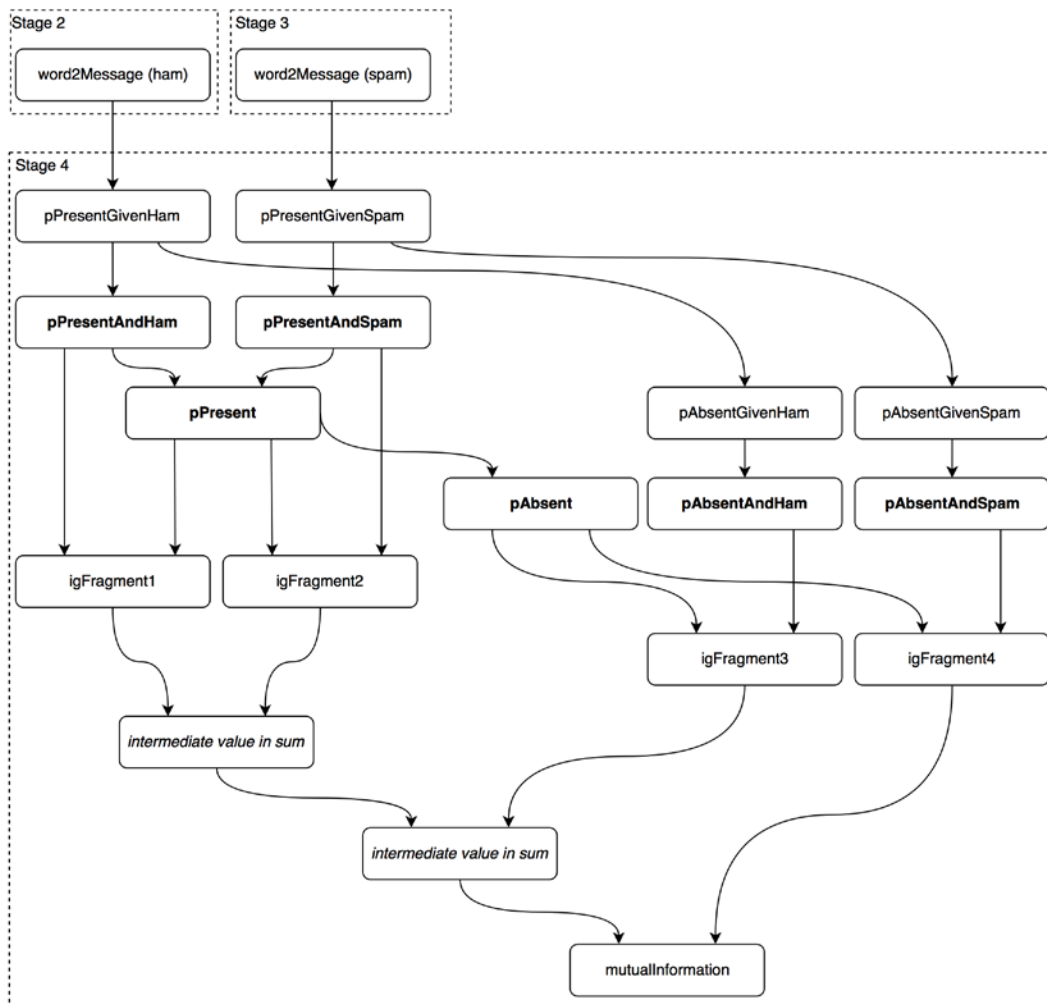 Stage 2
Stage 3
word2Message (ham)
word2Message (spam)
Stage 4
pPresentGivenHam
pPresentGivenSpam
pPresentAndHam
pPresentAndSpam
pPresent
pAbsentGivenHam
pAbsentGivenSpam
pAbsent
pAbsentAndHam
pAbsentAndSpam
igFragment1
igFragment2
igFragment3
igFragment4
intermediate value in sum
intermediate value in sum
mutualInformation